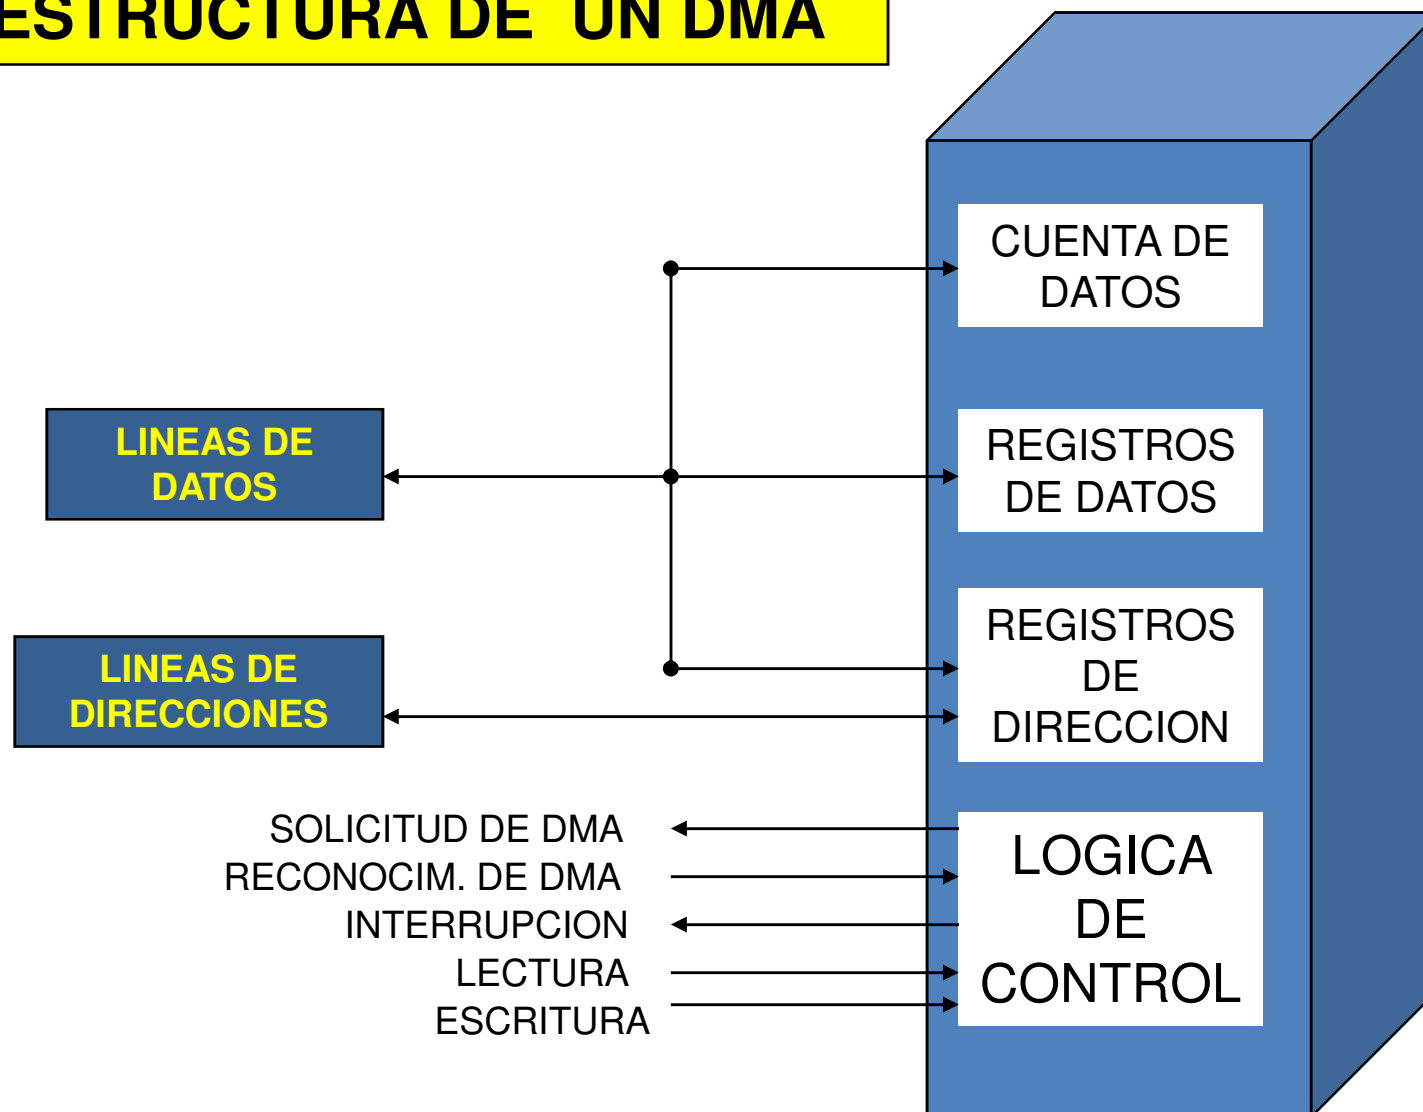 ESTRUCTURA DE UN DMA
CUENTA DE
DATOS
LINEAS DE
DATOS
REGISTROS
DE DATOS
LINEAS DE
DIRECCIONES
REGISTROS
DE
DIRECCION
SOLICITUD DE DMA
RECONOCIM. DE DMA
INTERRUPCION
LECTURA
ESCRITURA
LOGICA
DE
CONTROL